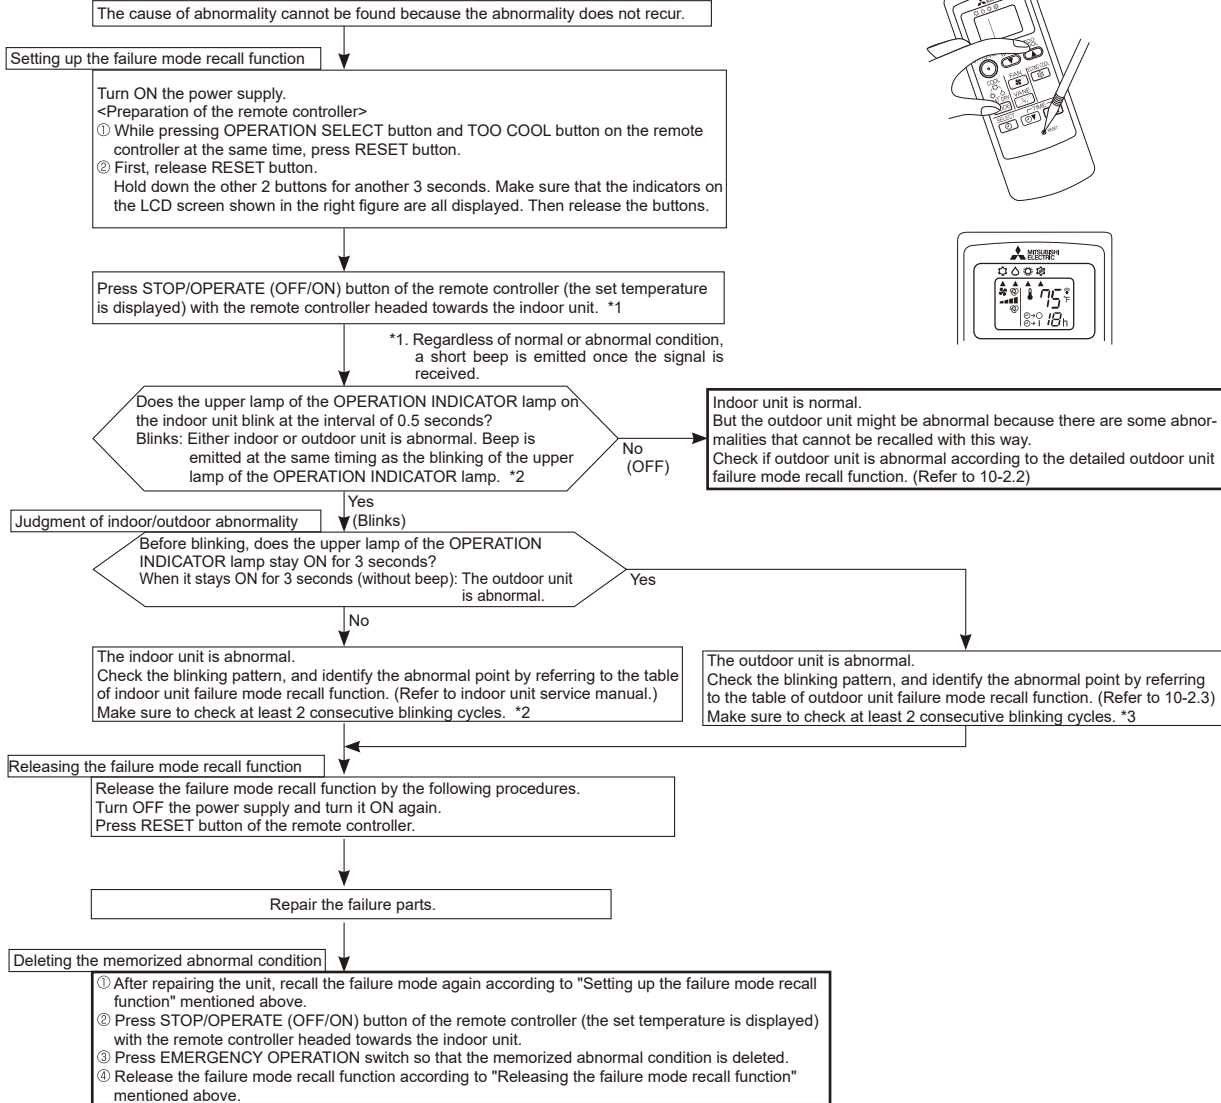 The cause of abnormality cannot be found because the abnormality does not recur.
Setting up the failure mode recall function
Turn ON the power supply.
<Preparation of the remote controller>
① While pressing OPERATION SELECT button and TOO COOL button on the remote
controller at the same time, press RESET button.
② First, release RESET button.
Hold down the other 2 buttons for another 3 seconds. Make sure that the indicators on
the LCD screen shown in the right figure are all displayed. Then release the buttons.
COOL
FAN
ECONO COOL
VANE
SELECT
TIME
RESET
MITSUBISHI
ELECTRIC
75 °F
18h
Press STOP/OPERATE (OFF/ON) button of the remote controller (the set temperature
is displayed) with the remote controller headed towards the indoor unit. *1
*1. Regardless of normal or abnormal condition,
a short beep is emitted once the signal is
received.
Does the upper lamp of the OPERATION INDICATOR lamp on
the indoor unit blink at the interval of 0.5 seconds?
Blinks: Either indoor or outdoor unit is abnormal. Beep is
emitted at the same timing as the blinking of the upper
lamp of the OPERATION INDICATOR lamp. *2
No
(OFF)
Indoor unit is normal.
But the outdoor unit might be abnormal because there are some abnor-
malities that cannot be recalled with this way.
Check if outdoor unit is abnormal according to the detailed outdoor unit
failure mode recall function. (Refer to 10-2.2)
Yes
(Blinks)
Judgment of indoor/outdoor abnormality
Before blinking, does the upper lamp of the OPERATION
INDICATOR lamp stay ON for 3 seconds?
When it stays ON for 3 seconds (without beep): The outdoor unit
is abnormal.
Yes
No
The indoor unit is abnormal.
Check the blinking pattern, and identify the abnormal point by referring to the table
of indoor unit failure mode recall function. (Refer to indoor unit service manual.)
Make sure to check at least 2 consecutive blinking cycles. *2
The outdoor unit is abnormal.
Check the blinking pattern, and identify the abnormal point by referring
to the table of outdoor unit failure mode recall function. (Refer to 10-2.3)
Make sure to check at least 2 consecutive blinking cycles. *3
Releasing the failure mode recall function
Release the failure mode recall function by the following procedures.
Turn OFF the power supply and turn it ON again.
Press RESET button of the remote controller.
Repair the failure parts.
Deleting the memorized abnormal condition
① After repairing the unit, recall the failure mode again according to "Setting up the failure mode recall
function" mentioned above.
② Press STOP/OPERATE (OFF/ON) button of the remote controller (the set temperature is displayed)
with the remote controller headed towards the indoor unit.
③ Press EMERGENCY OPERATION switch so that the memorized abnormal condition is deleted.
④ Release the failure mode recall function according to "Releasing the failure mode recall function"
mentioned above.